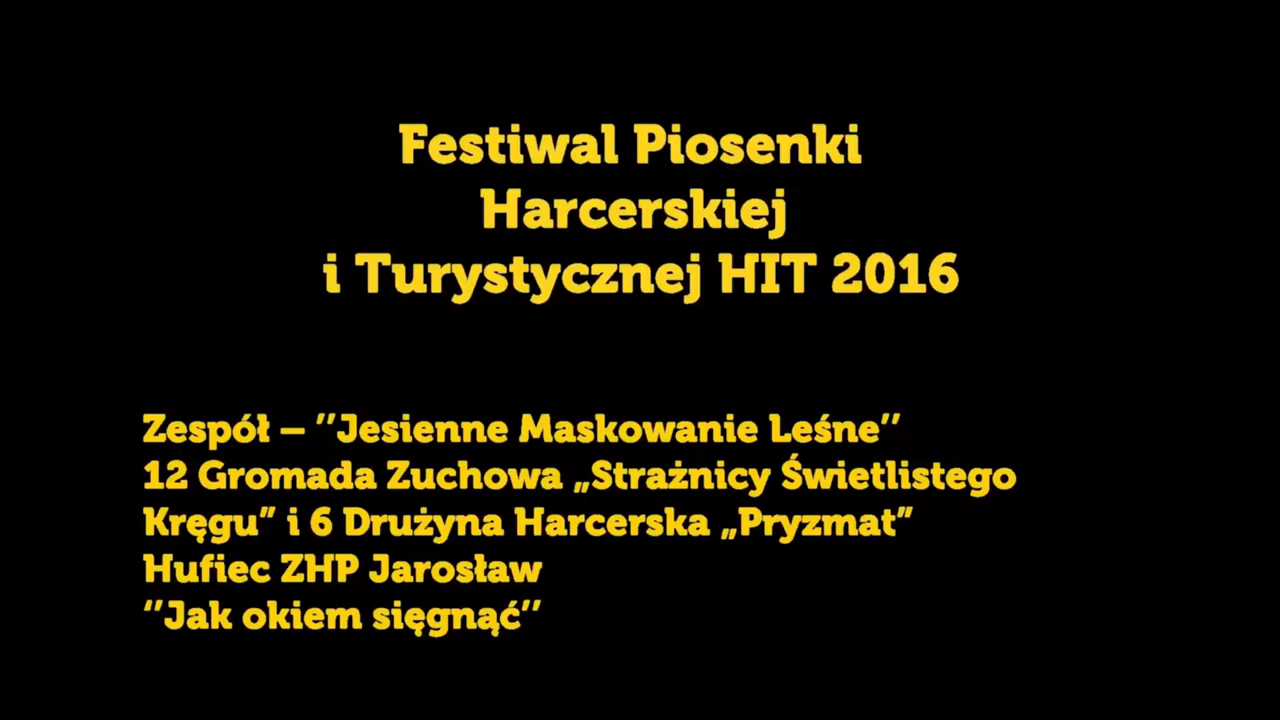 Festiwal Piosenki
Harcerskiej
i Turystycznej HIT 2016
Zespół – ″Jesienne Maskowanie Leśne″
12 Gromada Zuchowa „Strażnicy Świetlistego
Kręgu” i 6 Drużyna Harcerska „Pryzmat”
Hufiec ZHP Jarosław
″Jak okiem sięgnąć″